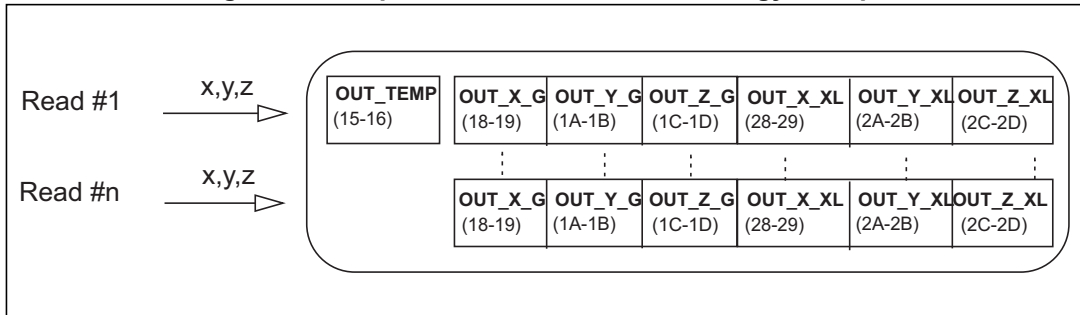 Read #1
x,y,z
OUT_TEMP OUT_X_G OUT_Y_G OUT_Z_G OUT_X_XL OUT_Y_XL OUT_Z_XL
(15-16) (18-19) (1A-1B) (1C-1D) (28-29) (2A-2B) (2C-2D)
Read #n
x,y,z
OUT_X_G OUT_Y_G OUT_Z_G OUT_X_XL OUT_Y_XL OUT_Z_XL
(18-19) (1A-1B) (1C-1D) (28-29) (2A-2B) (2C-2D)